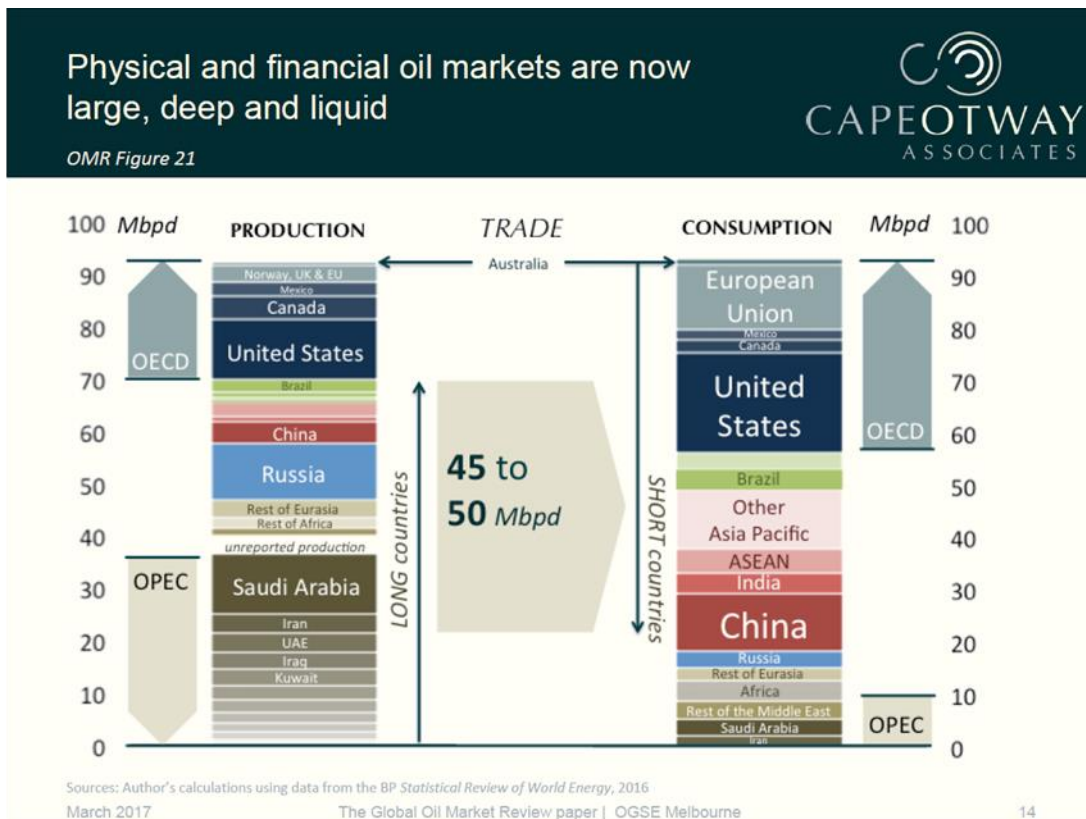 Physical and financial oil markets are now
large, deep and liquid
OMR Figure 21
CAPEOTWAY
ASSOCIATES
100 Mbpd
PRODUCTION
TRADE
CONSUMPTION
Mbpd 100
90
80
70
60
50
40
30
20
10
0
OECD
OPEC
Norway, UK & EU
Mexico
Canada
United States
Brazil
China
Russia
Rest of Eurasia
Rest of Africa
unreported production
Saudi Arabia
Iran
UAE
Iraq
Kuwait
Australia
LONG countries
45 to
50 Mbpd
SHORT countries
European
Union
Mexico
Canada
United
States
Brazil
Other
Asia Pacific
ASEAN
India
China
Russia
Rest of Eurasia
Africa
Rest of the Middle East
Saudi Arabia
Iran
OECD
OPEC
90
80
70
60
50
40
30
20
10
0
Sources: Author's calculations using data from the BP Statistical Review of World Energy, 2016
March 2017
The Global Oil Market Review paper | OGSE Melbourne
14